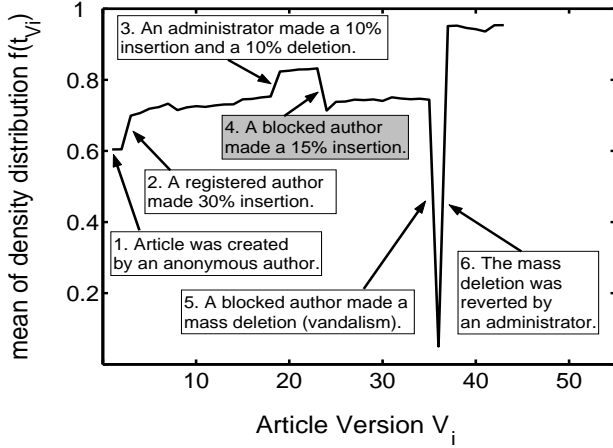 mean of density distribution f(t_Vi)
1
0.8
0.6
0.4
0.2
3. An administrator made a 10%
insertion and a 10% deletion.
4. A blocked author
made a 15% insertion.
2. A registered author
made 30% insertion.
1. Article was created
by an anonymous author.
5. A blocked author made a
mass deletion (vandalism).
6. The mass
deletion was
reverted by
an administrator.
10 20 30 40 50
Article Version V_i